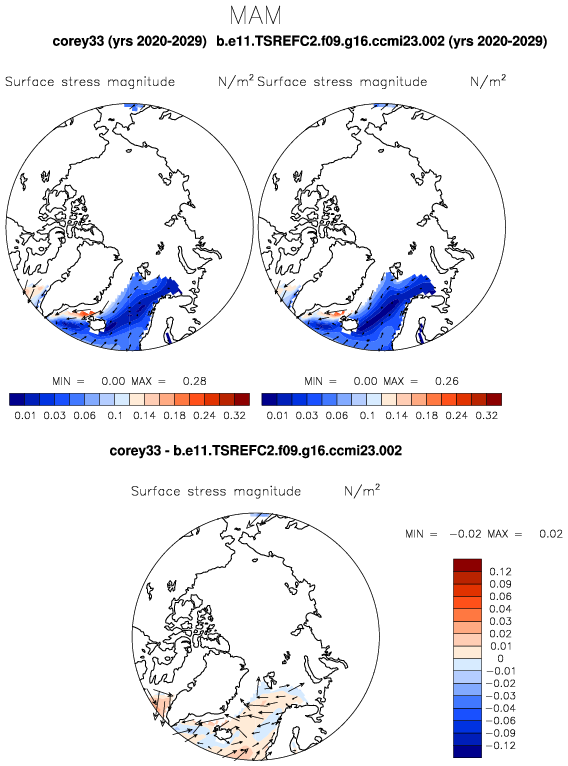 MAM
corey33 (yrs 2020-2029) b.e11.TSREFC2.f09.g16.ccmi23.002 (yrs 2020-2029)
Surface stress magnitude N/m² Surface stress magnitude N/m²
MIN = 0.00 MAX = 0.28 MIN = 0.00 MAX = 0.26
0.01 0.03 0.06 0.1 0.14 0.18 0.24 0.32 0.01 0.03 0.06 0.1 0.14 0.18 0.24 0.32
corey33 - b.e11.TSREFC2.f09.g16.ccmi23.002
Surface stress magnitude N/m²
MIN = -0.02 MAX = 0.02
0.12
0.09
0.06
0.04
0.03
0.02
0.01
0
-0.01
-0.02
-0.03
-0.04
-0.06
-0.09
-0.12